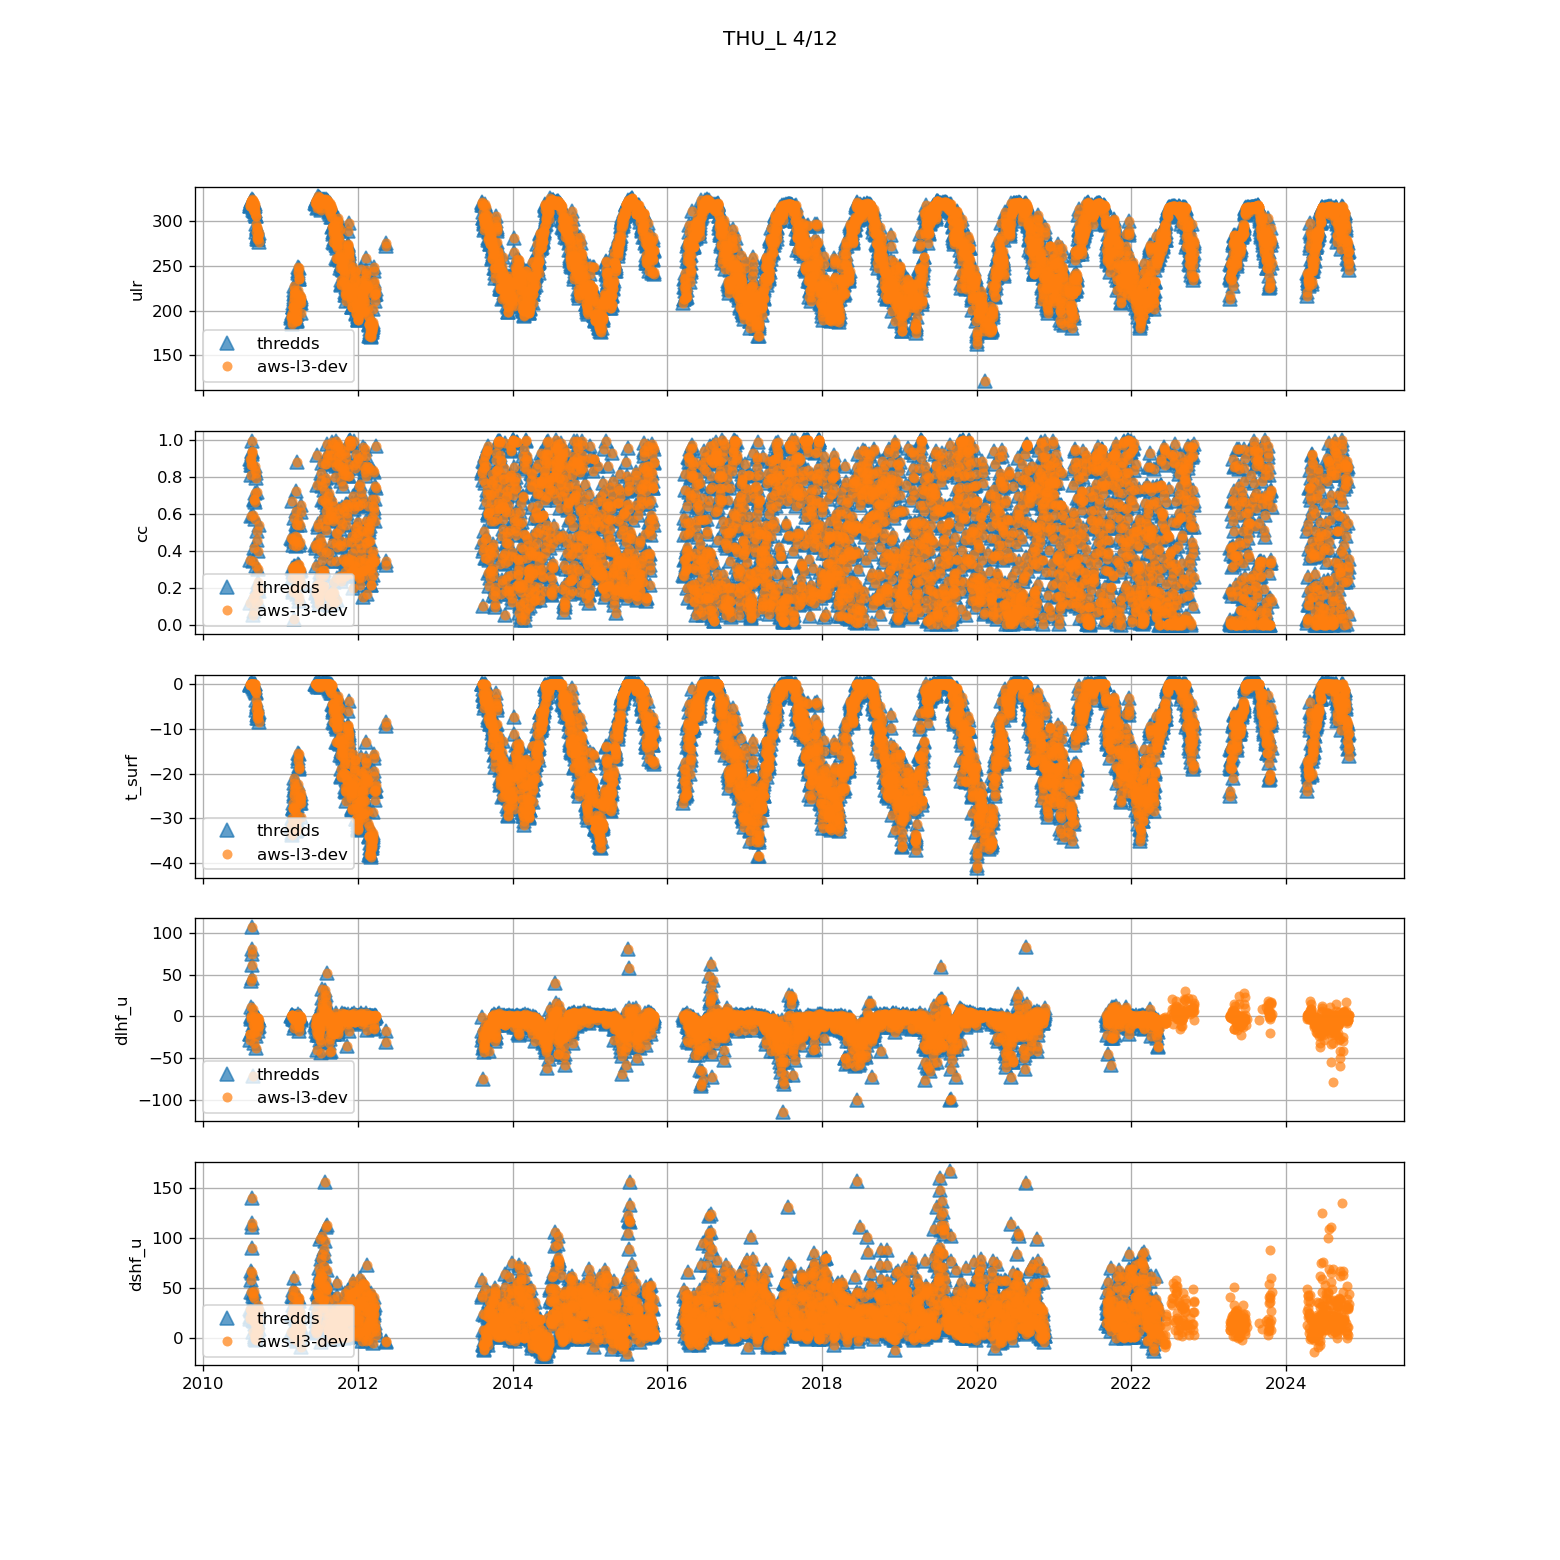 THU_L 4/12
ulr
300
250
200
150
thredds
aws-l3-dev
cc
1.0
0.8
0.6
0.4
0.2
0.0
thredds
aws-l3-dev
t_surf
0
−10
−20
−30
−40
thredds
aws-l3-dev
dlhf_u
100
50
0
−50
−100
thredds
aws-l3-dev
dshf_u
150
100
50
0
thredds
aws-l3-dev
2010 2012 2014 2016 2018 2020 2022 2024